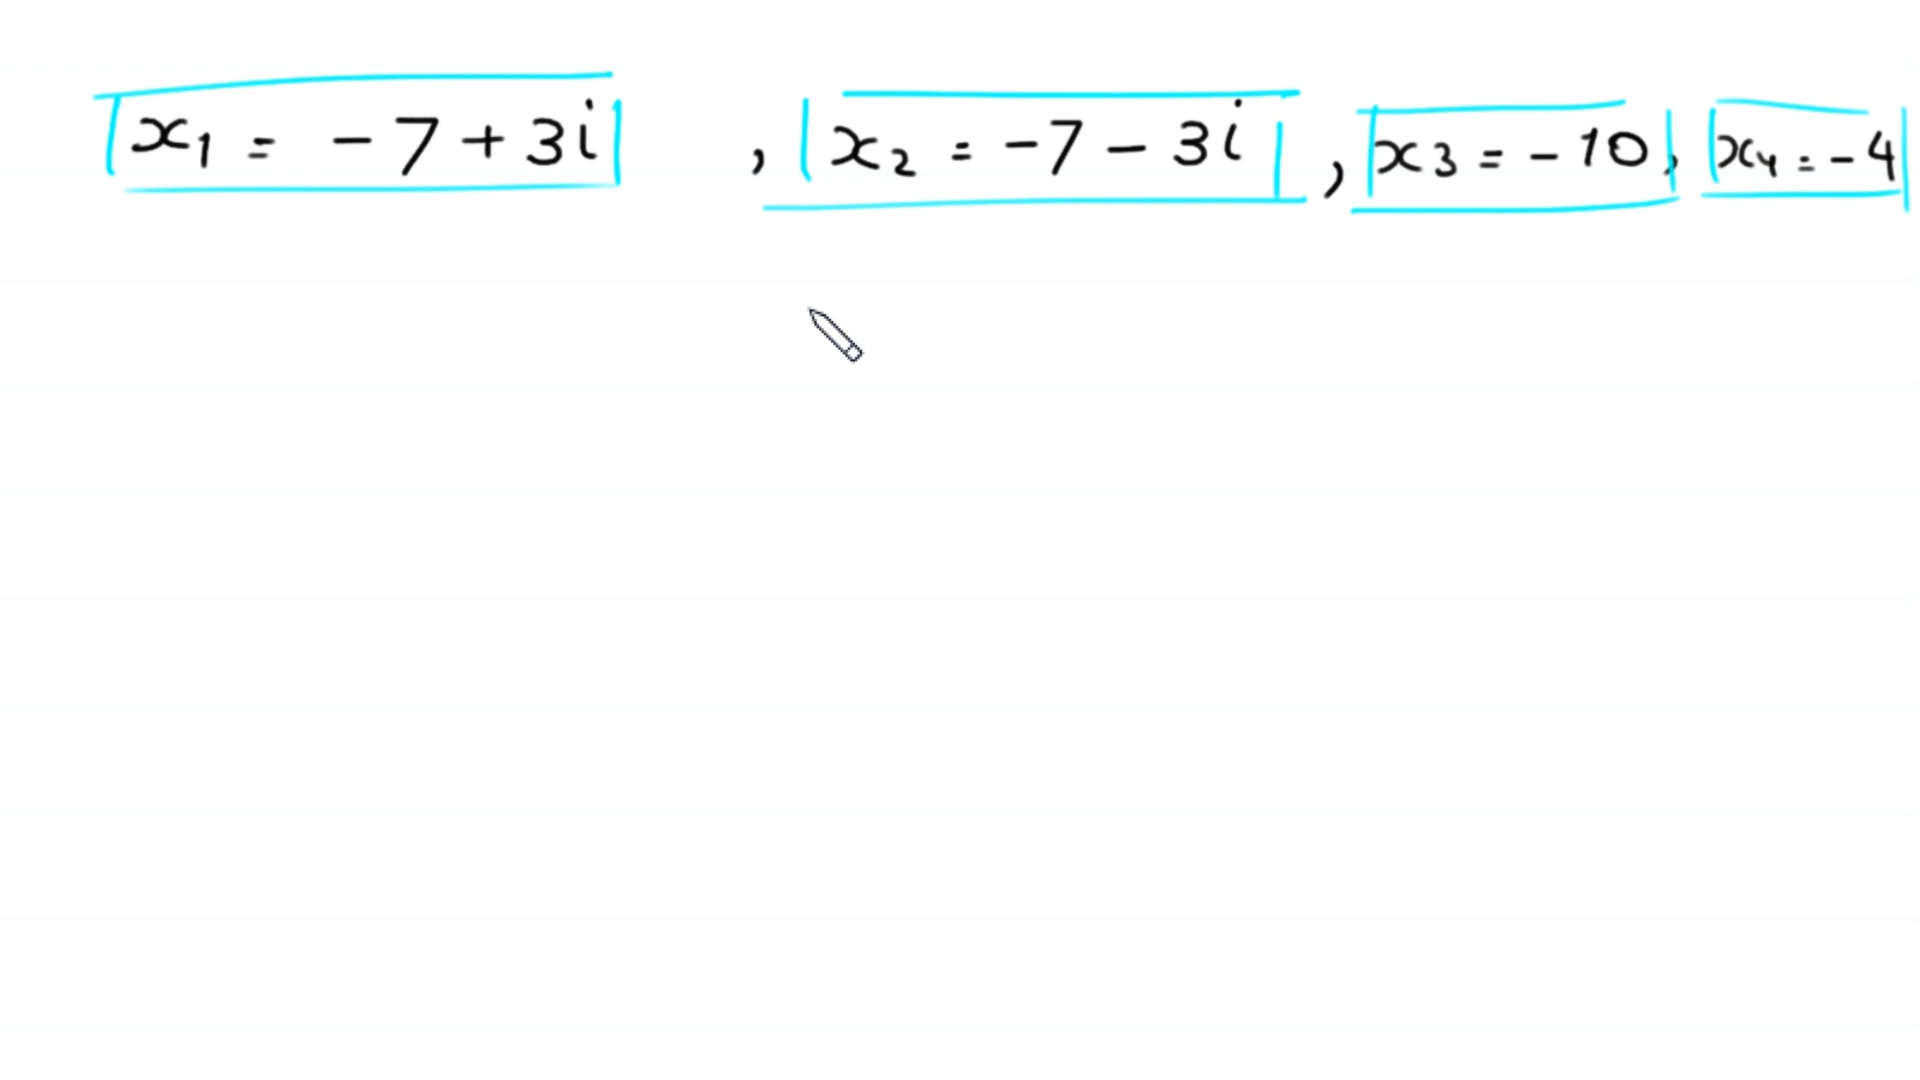 x₁ = -7 + 3i , x₂ = -7 - 3i , x₃ = -10, x₄ = -4